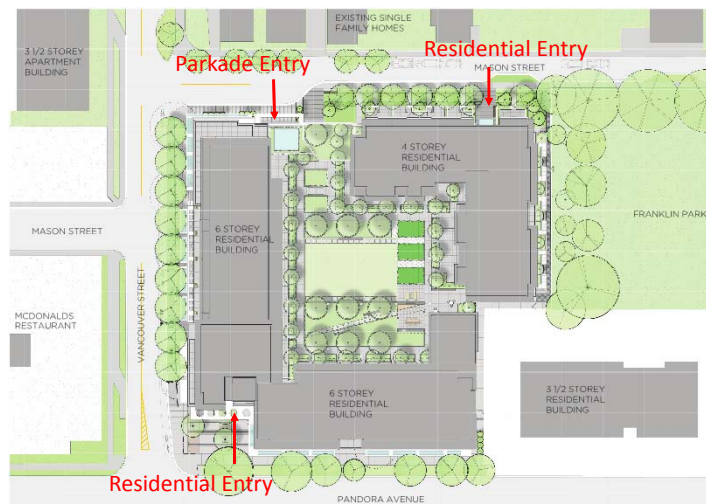 EXISTING SINGLE
FAMILY HOMES
3 1/2 STOREY
APARTMENT
BUILDING
Residential Entry
Parkade Entry
MASON STREET
4 STOREY
RESIDENTIAL
BUILDING
FRANKLIN PARK
MASON STREET
6 STOREY
RESIDENTIAL
BUILDING
VANCOUVER STREET
MCDONALDS
RESTAURANT
6 STOREY
RESIDENTIAL
BUILDING
3 1/2 STOREY
RESIDENTIAL
BUILDING
Residential Entry
PANDORA AVENUE